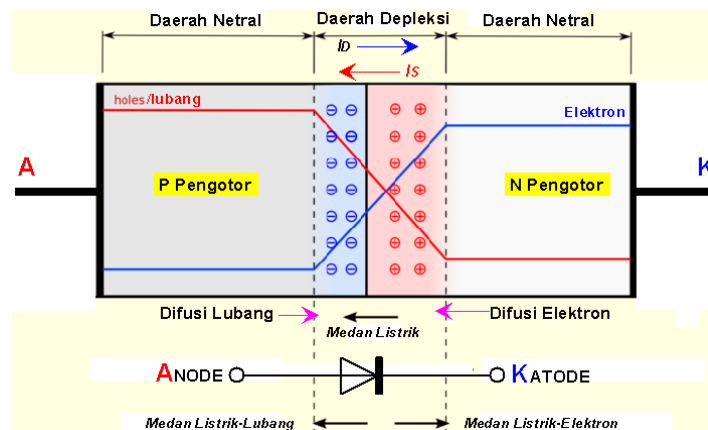 Daerah Netral Daerah Depleksi Daerah Netral
ID
IS
holes/lubang
Elektron
A
K
P Pengotor N Pengotor
Difusi Lubang Difusi Elektron
Medan Listrik
ANODE KATODE
Medan Listrik-Lubang Medan Listrik-Elektron